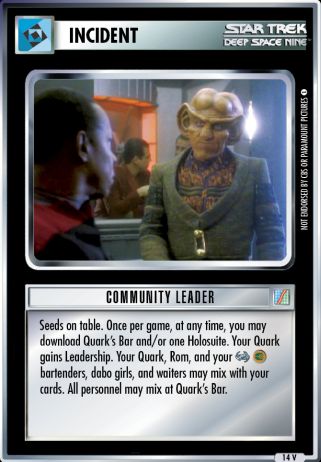 INCIDENT
STAR TREK
DEEP SPACE NINE
NOT ENDORSED BY CBS OR PARAMOUNT PICTURES
COMMUNITY LEADER
Seeds on table. Once per game, at any time, you may
download Quark's Bar and/or one Holosuite. Your Quark
gains Leadership. Your Quark, Rom, and your
bartenders, dabo girls, and waiters may mix with your
cards. All personnel may mix at Quark's Bar.
14 V